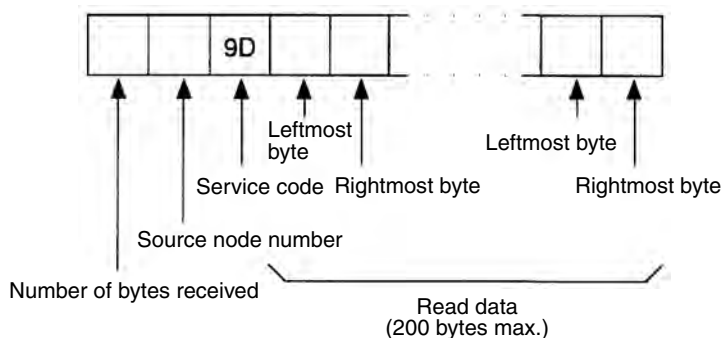 9D
Leftmost
byte
Leftmost byte
Service code
Rightmost byte
Rightmost byte
Source node number
Number of bytes received
Read data
(200 bytes max.)